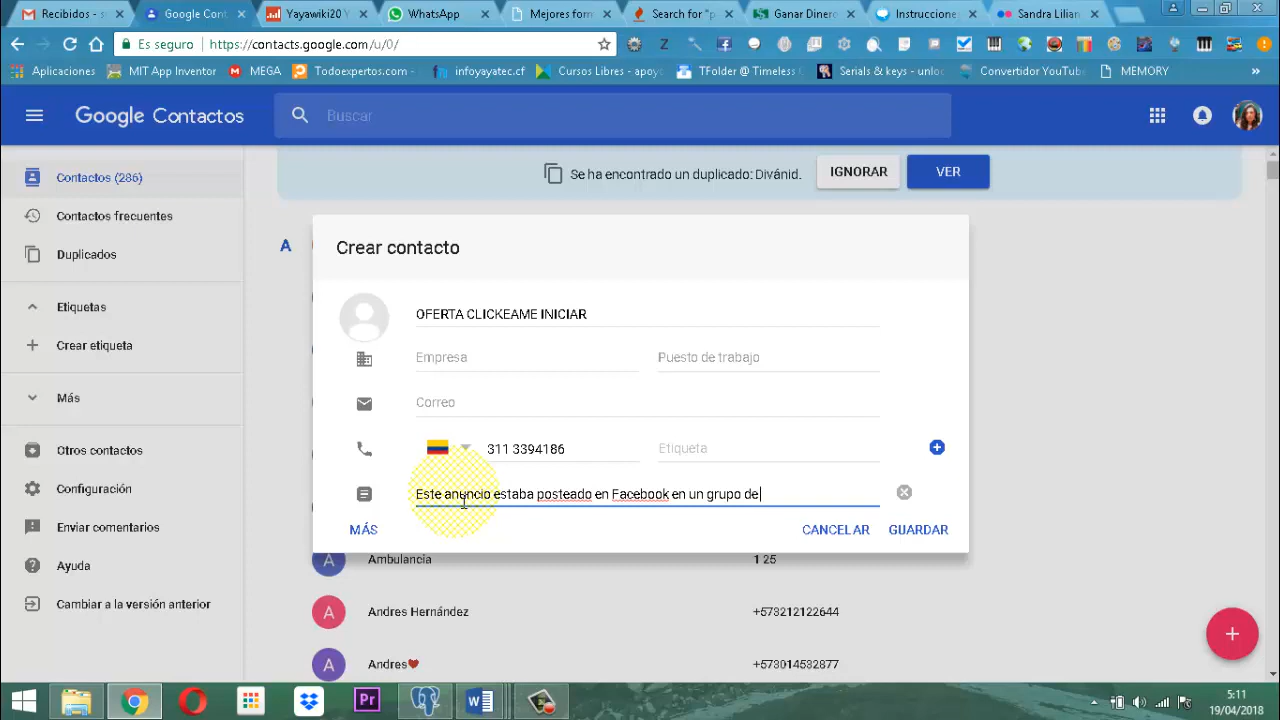 Recibidos - s
Google Cont
Yayawiki20 Y
WhatsApp
Mejores form
Search for jo
Ganar Dinero
Instruccione
Sandra Lilian
Es seguro | https://contacts.google.com/u/0/
Aplicaciones
MIT App Inventor
MEGA
Todoexpertos.com -
infoyayatec.cf
Cursos Libres - apoyo
TFolder @ Timeless
Serials & keys - unloc
Convertidor YouTube
MEMORY
»
Google Contactos
Buscar
Contactos (286)
Contactos frecuentes
Duplicados
Etiquetas
Crear etiqueta
Más
Otros contactos
Configuración
Enviar comentarios
Ayuda
Cambiar a la versión anterior
Se ha encontrado un duplicado: Divánid.
IGNORAR
VER
A
Crear contacto
OFERTA CLICKEAME INICIAR
Empresa
Puesto de trabajo
Correo
311 3394186
Etiqueta
Este anuncio estaba posteado en Facebook en un grupo de
MÁS
CANCELAR
GUARDAR
A Ambulancia 1 25
A Andres Hernández +573212122644
A Andres❤ +573014532877
5:11
19/04/2018